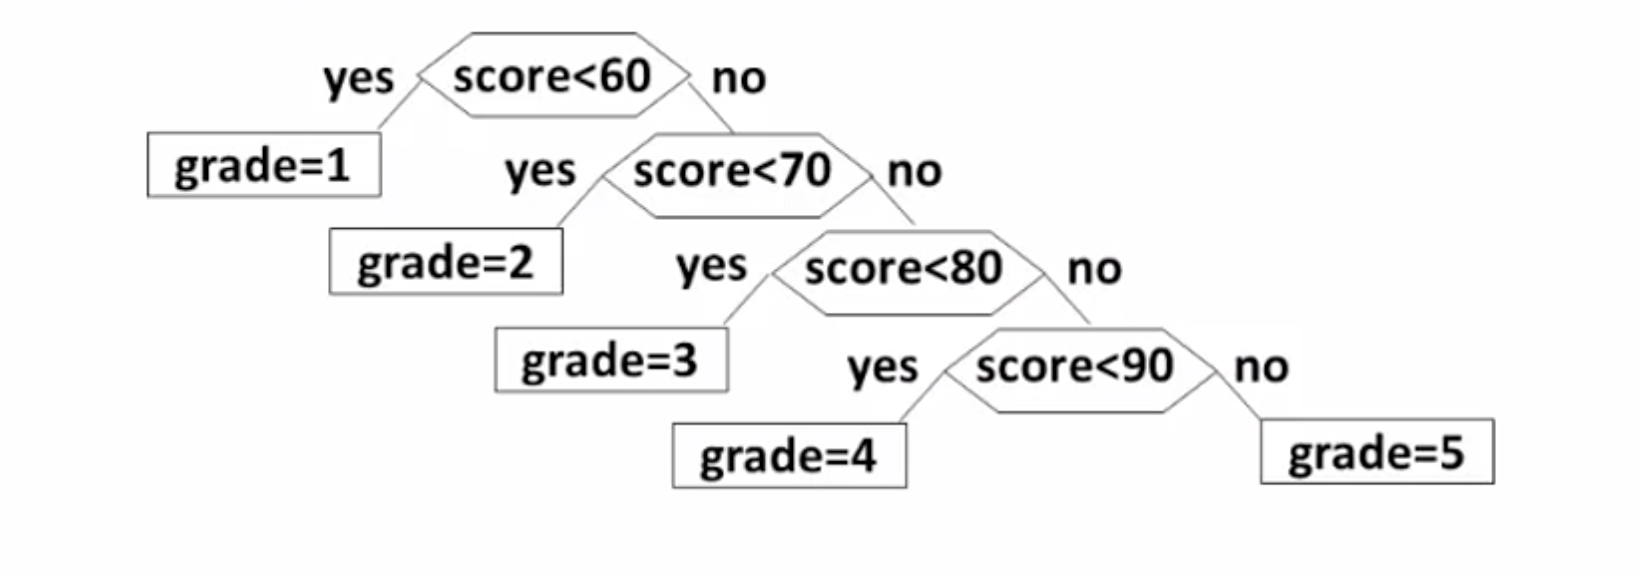 yes score<60 no
grade=1
yes score<70 no
grade=2
yes score<80 no
grade=3
yes score<90 no
grade=4
grade=5